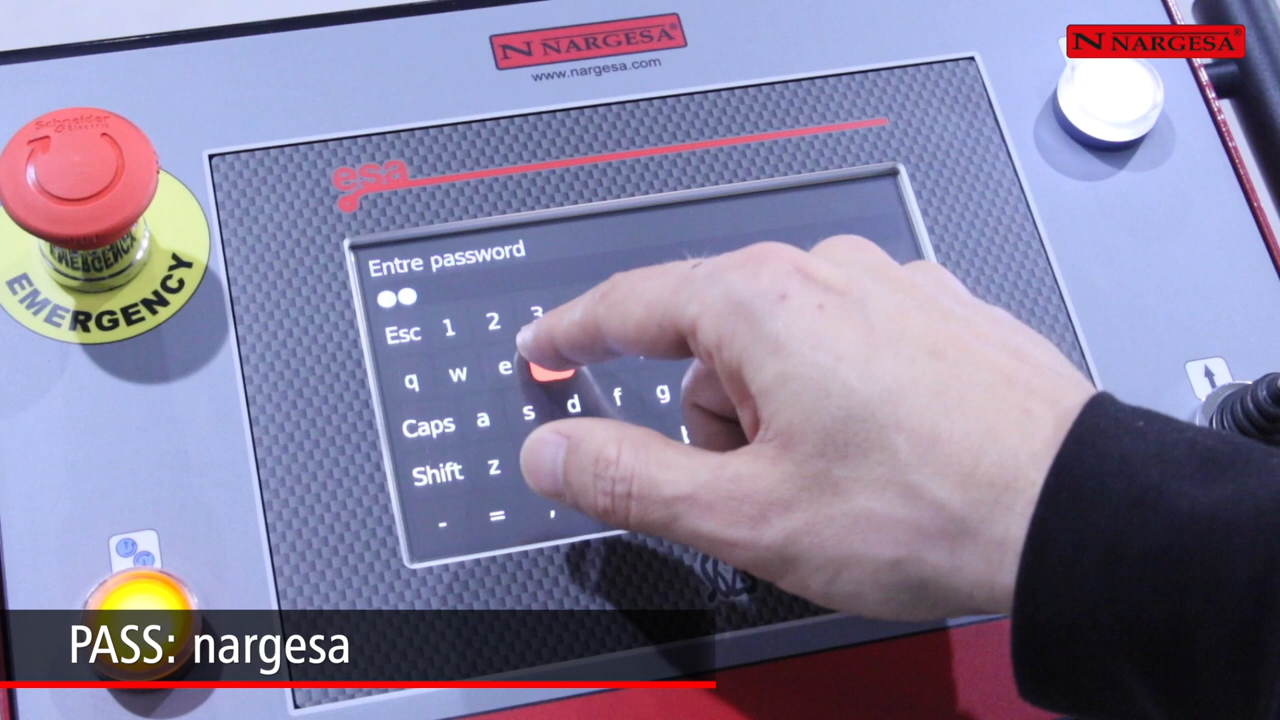 N NARGESA®
www.nargesa.com
N NARGESA®
Schneider
Electric
EMERGENCY
EMERGENCY
esa
Entre password
Esc 1 2 3
q w e
Caps a s d f g
Shift z
- = ,
PASS: nargesa